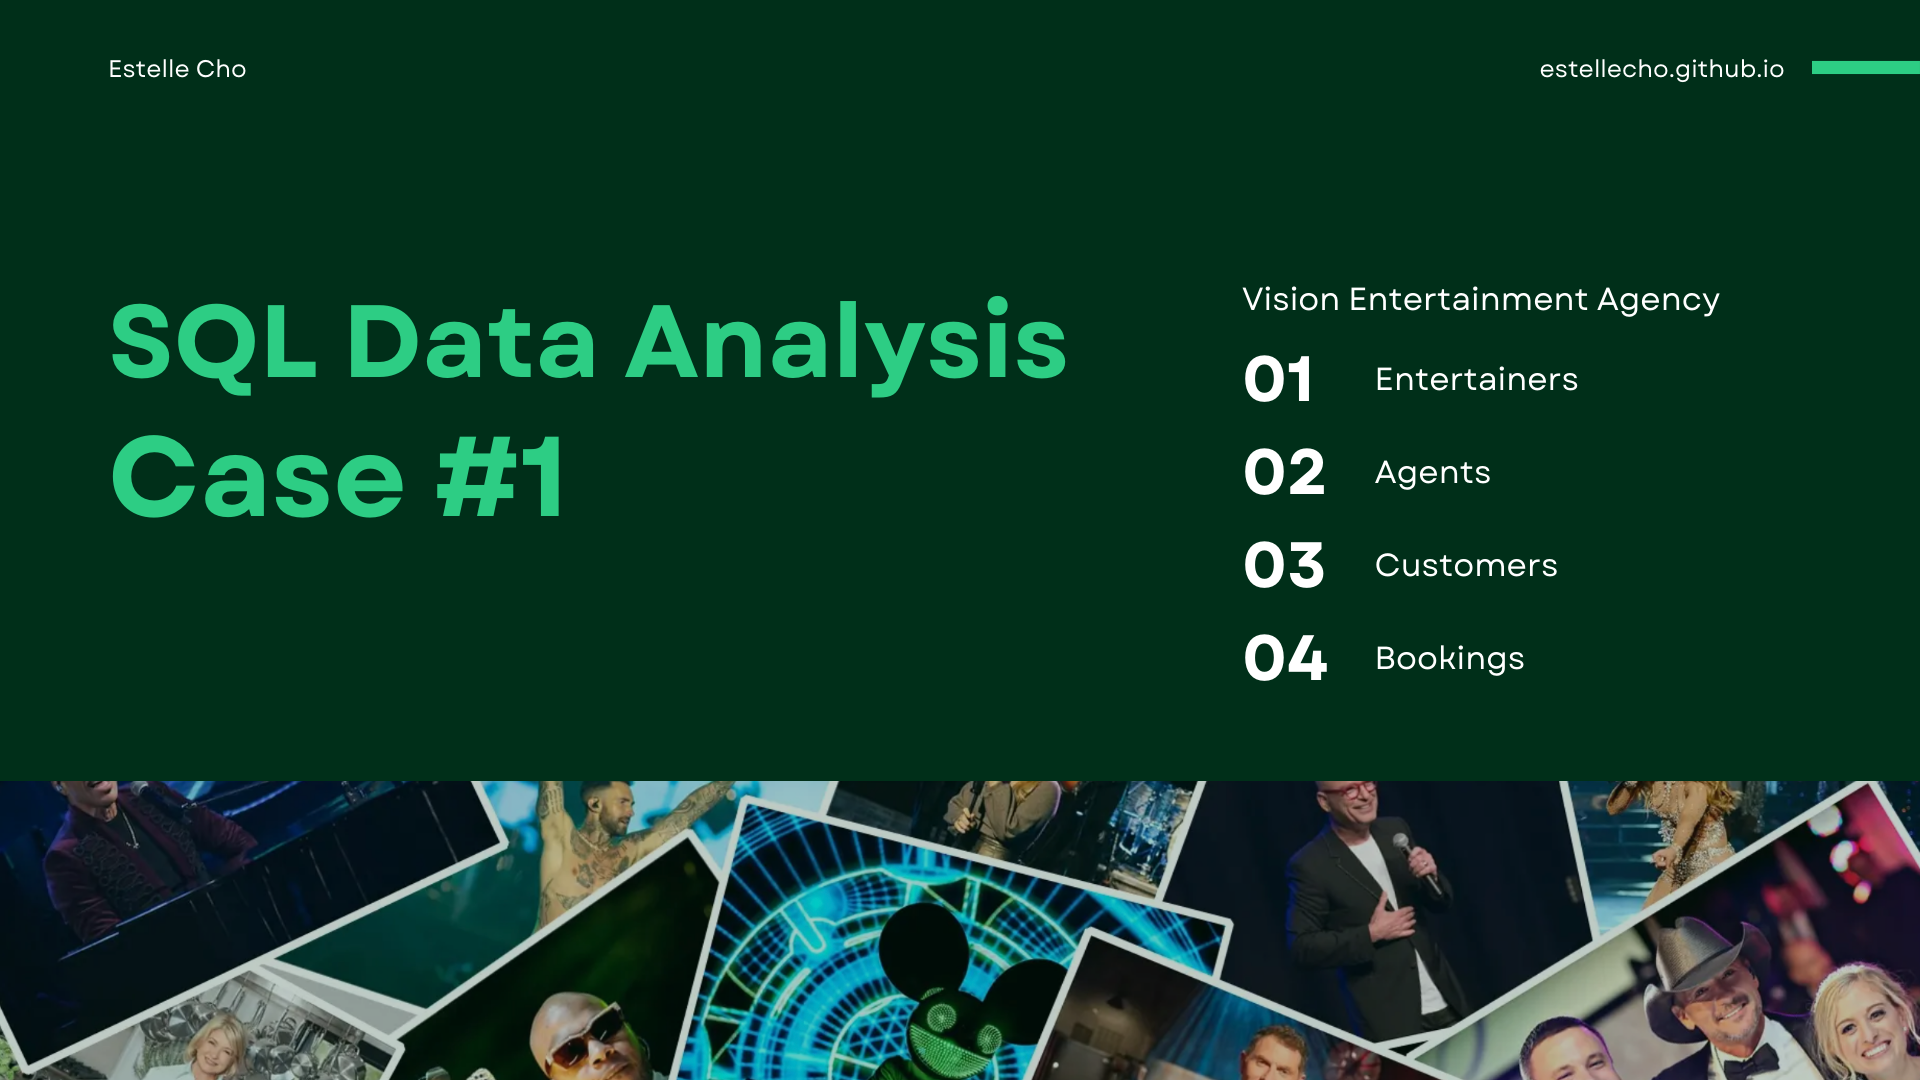 Estelle Cho
estellecho.github.io
SQL Data Analysis
Case #1
Vision Entertainment Agency
01 Entertainers
02 Agents
03 Customers
04 Bookings